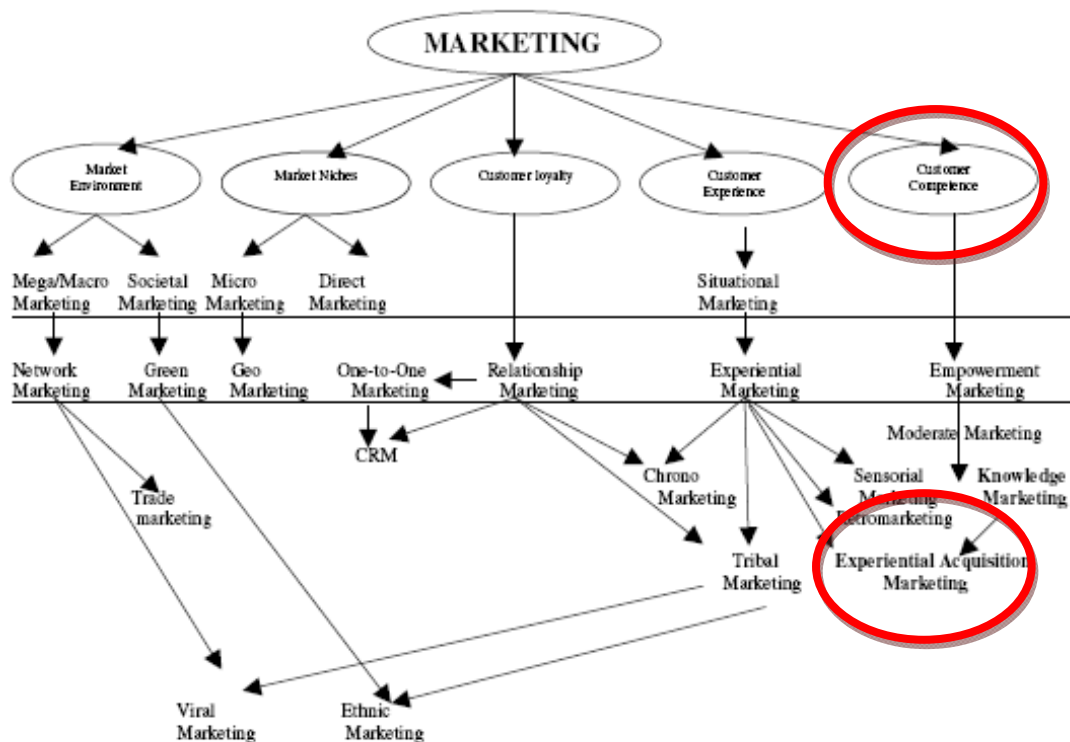 MARKETING
Market
Environment
Market Niches
Customer loyalty
Customer
Experience
Customer
Competence
Mega/Macro
Marketing
Societal
Marketing
Micro
Marketing
Direct
Marketing
Situational
Marketing
Network
Marketing
Green
Marketing
Geo
Marketing
One-to-One
Marketing
Relationship
Marketing
Experiential
Marketing
Empowerment
Marketing
Moderate Marketing
CRM
Chrono
Marketing
Sensorial
Marketing
Retromarketing
Knowledge
Marketing
Trade
marketing
Tribal
Marketing
Experiential Acquisition
Marketing
Viral
Marketing
Ethnic
Marketing